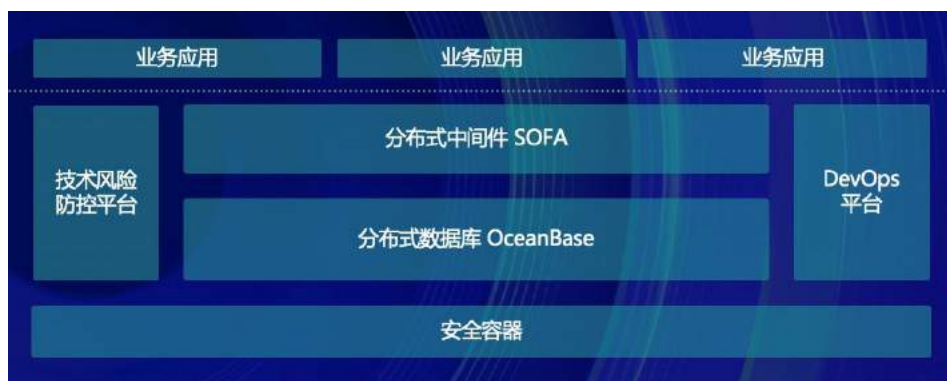 业务应用
业务应用
业务应用
技术风险
防控平台
分布式中间件 SOFA
分布式数据库 OceanBase
DevOps
平台
安全容器